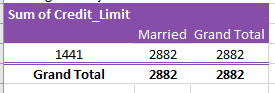 Sum of Credit_Limit
Married Grand Total
1441 2882 2882
Grand Total 2882 2882